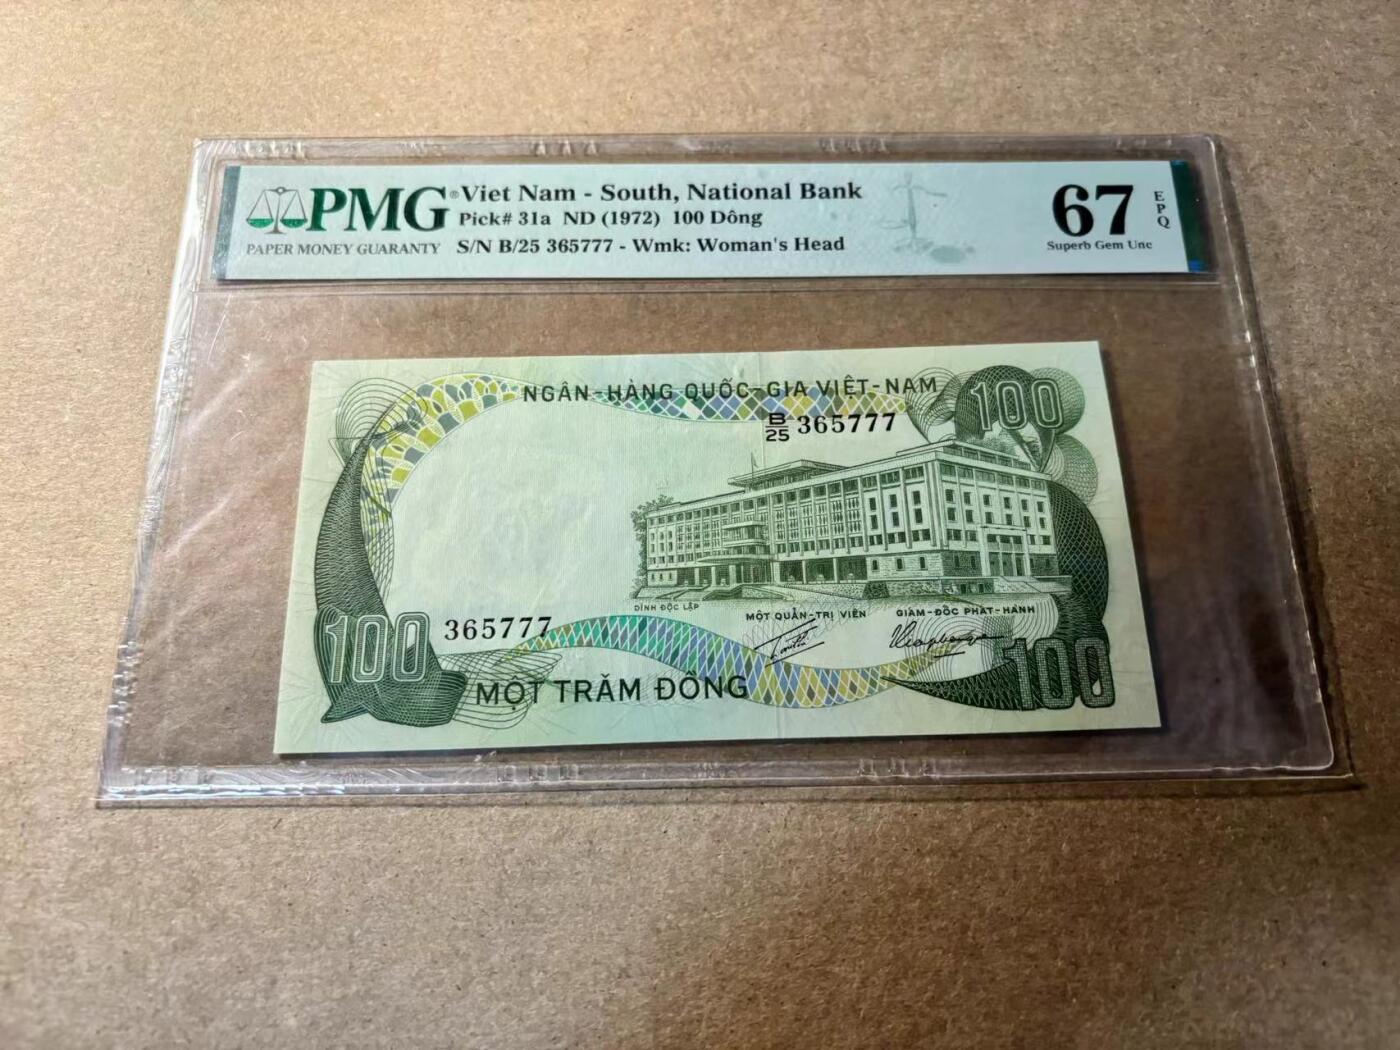 PMG® Viet Nam - South, National Bank
Pick# 31a ND (1972) 100 Dông
PAPER MONEY GUARANTY S/N B/25 365777 - Wmk: Woman's Head
67 EPQ
Superb Gem Unc
NGÂN-HÀNG QUỐC-GIA VIỆT-NAM
100
B/25 365777
DINH ĐỘC LẬP
MỘT QUẢN-TRỊ VIÊN GIÁM-ĐỐC PHÁT-HÀNH
100 365777
100
MỘT TRĂM ĐỒNG